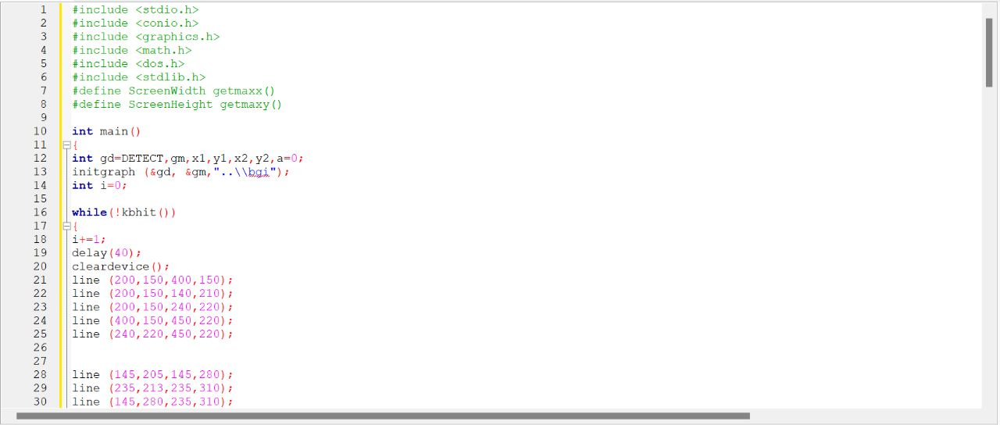 1 #include <stdio.h>
2 #include <conio.h>
3 #include <graphics.h>
4 #include <math.h>
5 #include <dos.h>
6 #include <stdlib.h>
7 #define ScreenWidth getmaxx()
8 #define ScreenHeight getmaxy()
9
10 int main()
11 {
12 int gd=DETECT,gm,x1,y1,x2,y2,a=0;
13 initgraph (&gd, &gm,"..\\bgi");
14 int i=0;
15
16 while(!kbhit())
17 {
18 i+=1;
19 delay(40);
20 cleardevice();
21 line (200,150,400,150);
22 line (200,150,140,210);
23 line (200,150,240,220);
24 line (400,150,450,220);
25 line (240,220,450,220);
26
27
28 line (145,205,145,280);
29 line (235,213,235,310);
30 line (145,280,235,310);